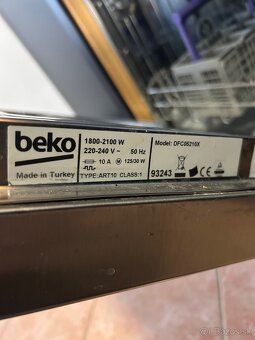 beko
Made in Turkey
1800-2100 W
220-240 V ~ 50 Hz
10 A M 125/30 W
TYPE:ART10 CLASS:1
Model: DFC05210X
93243